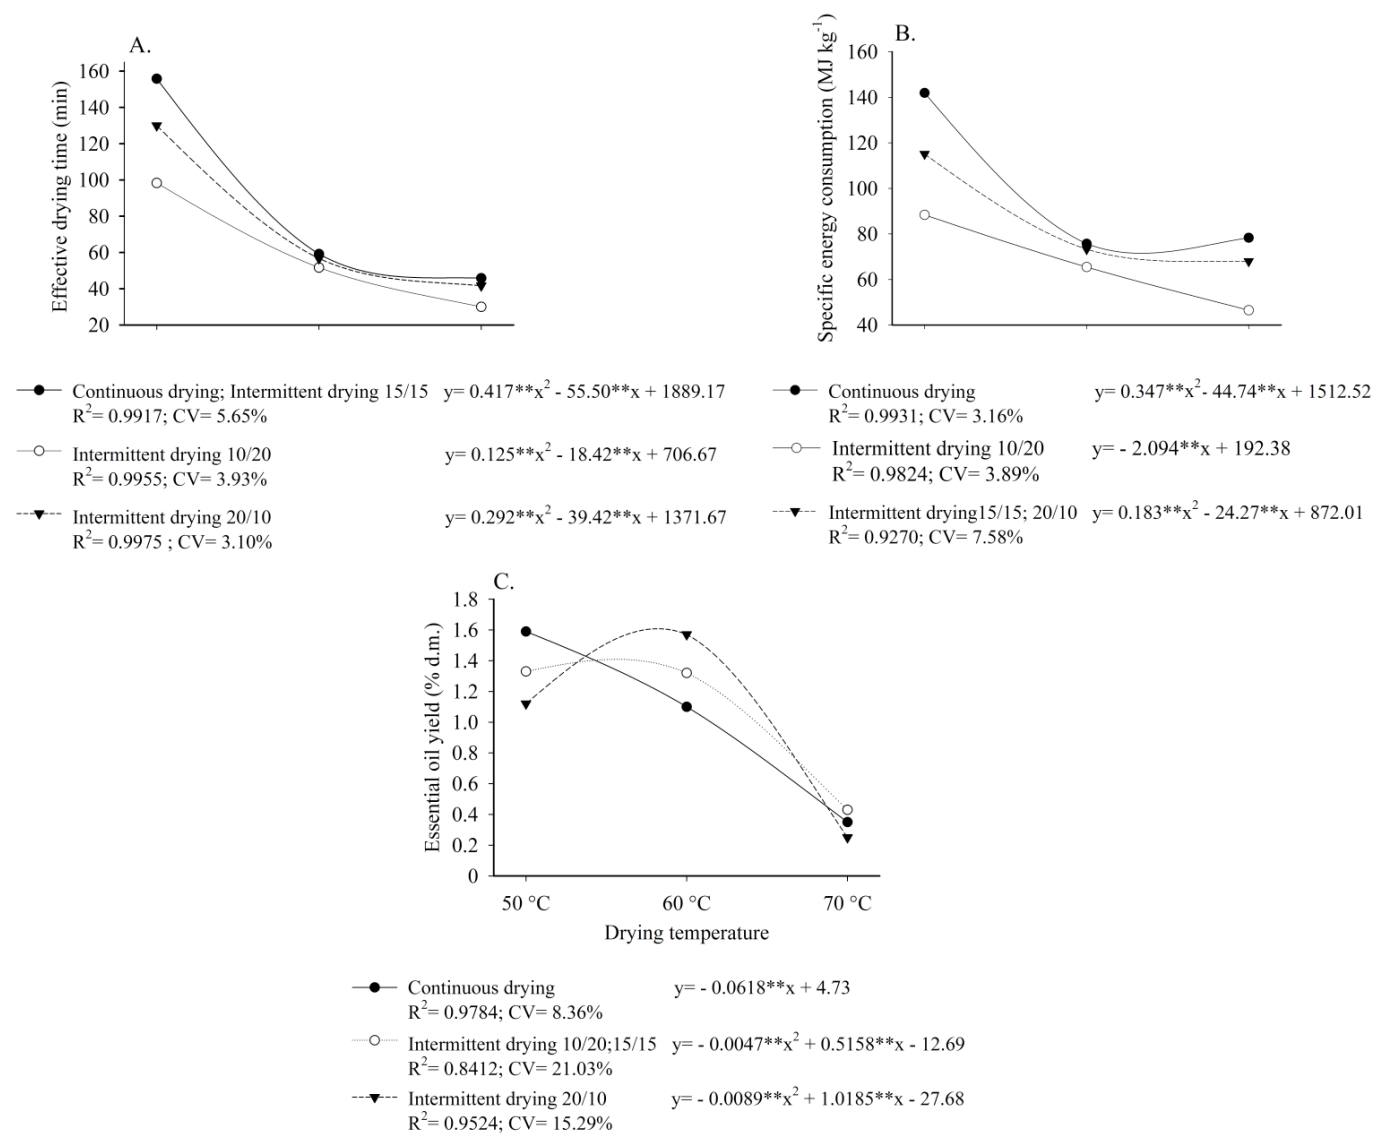 A.
Effective drying time (min)
160
140
120
100
80
60
40
20
Continuous drying; Intermittent drying 15/15 y= 0.417**x² - 55.50**x + 1889.17
R²= 0.9917; CV= 5.65%
Intermittent drying 10/20 y= 0.125**x² - 18.42**x + 706.67
R²= 0.9955; CV= 3.93%
Intermittent drying 20/10 y= 0.292**x² - 39.42**x + 1371.67
R²= 0.9975 ; CV= 3.10%
B.
Specific energy consumption (MJ kg⁻¹)
160
140
120
100
80
60
40
Continuous drying y= 0.347**x²- 44.74**x + 1512.52
R²= 0.9931; CV= 3.16%
Intermittent drying 10/20 y= - 2.094**x + 192.38
R²= 0.9824; CV= 3.89%
Intermittent drying15/15; 20/10 y= 0.183**x² - 24.27**x + 872.01
R²= 0.9270; CV= 7.58%
C.
Essential oil yield (% d.m.)
1.8
1.6
1.4
1.2
1.0
0.8
0.6
0.4
0.2
0
50 °C 60 °C 70 °C
Drying temperature
Continuous drying y= - 0.0618**x + 4.73
R²= 0.9784; CV= 8.36%
Intermittent drying 10/20;15/15 y= - 0.0047**x² + 0.5158**x - 12.69
R²= 0.8412; CV= 21.03%
Intermittent drying 20/10 y= - 0.0089**x² + 1.0185**x - 27.68
R²= 0.9524; CV= 15.29%